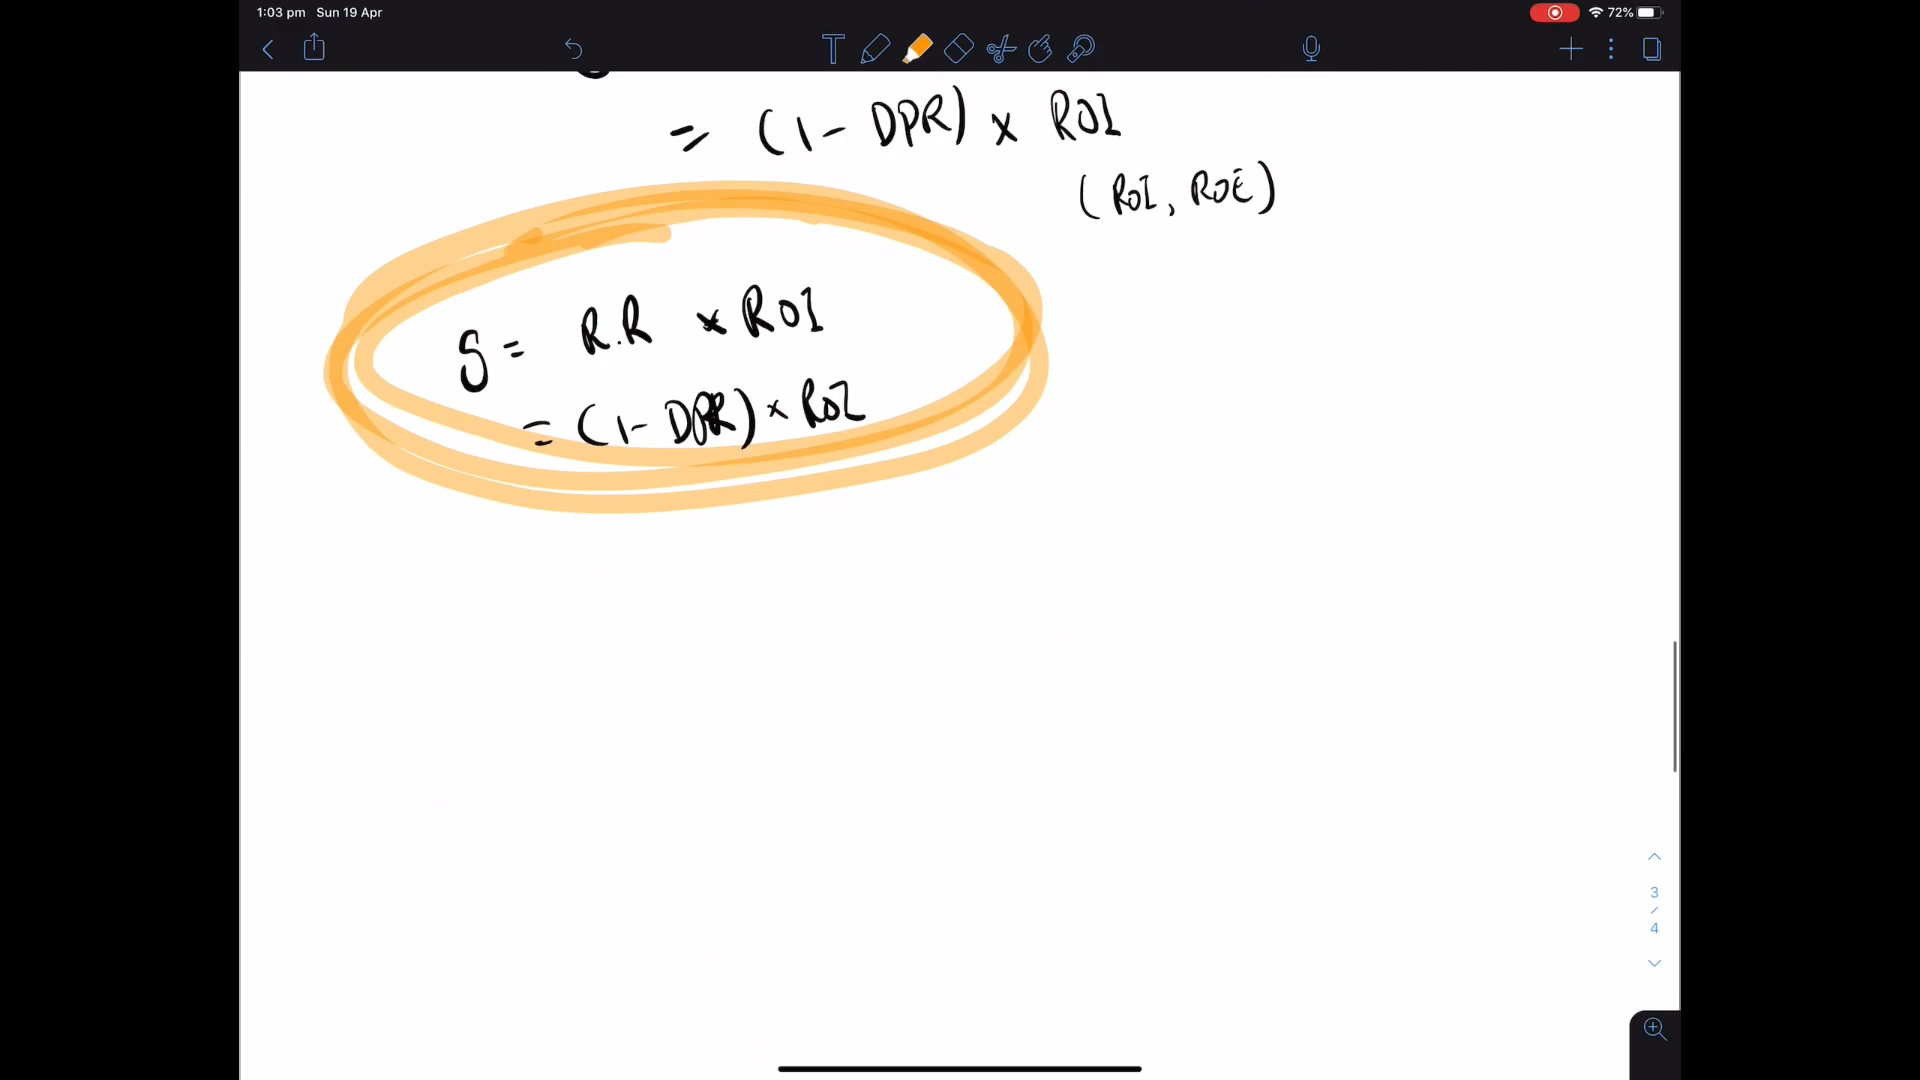 1:03 pm Sun 19 Apr 72%
T
= (1 - DPR) x ROI
(ROI, ROE)
g = R.R x ROI
= (1 - DPR) x ROI
3
/
4